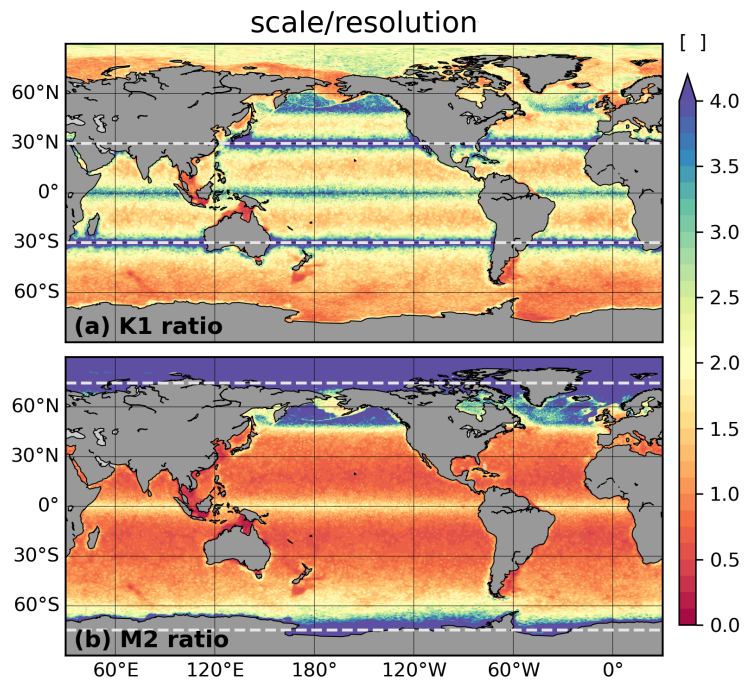 scale/resolution
[ ]
60°N
30°N
0°
30°S
60°S
(a) K1 ratio
60°N
30°N
0°
30°S
60°S
(b) M2 ratio
60°E 120°E 180° 120°W 60°W 0°
4.0
3.5
3.0
2.5
2.0
1.5
1.0
0.5
0.0